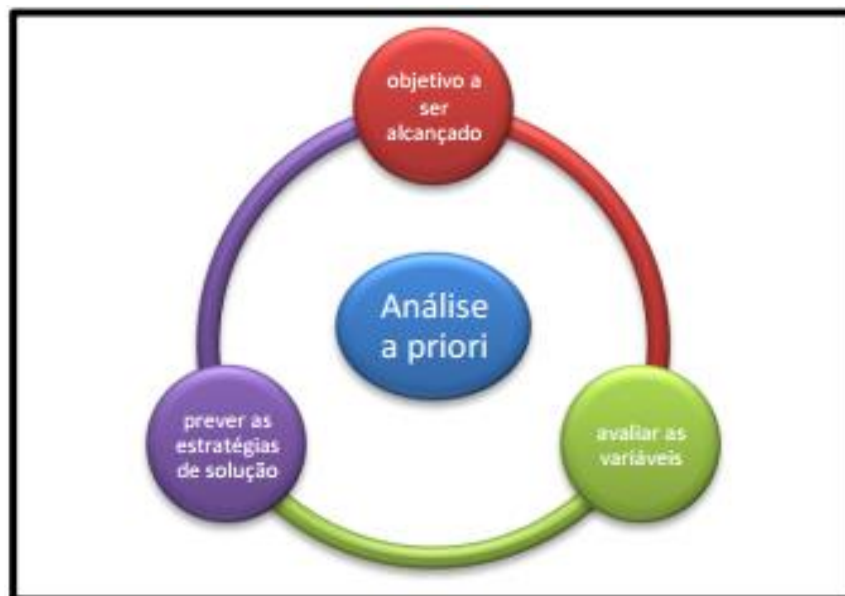 objetivo a
ser
alcançado
Análise
a priori
prever as
estratégias
de solução
avaliar as
variáveis